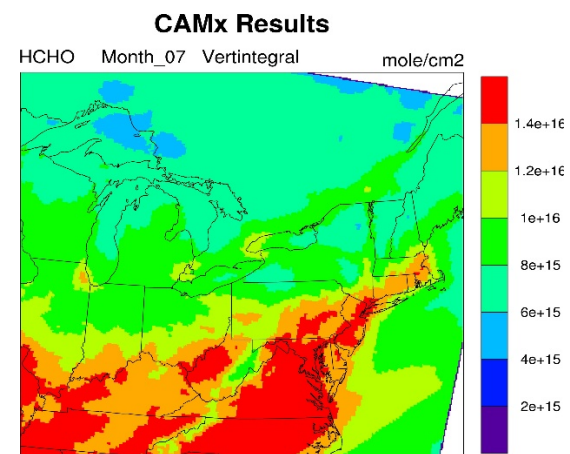 CAMx Results
HCHO Month_07 Vertintegral mole/cm2
1.4e+16
1.2e+16
1e+16
8e+15
6e+15
4e+15
2e+15